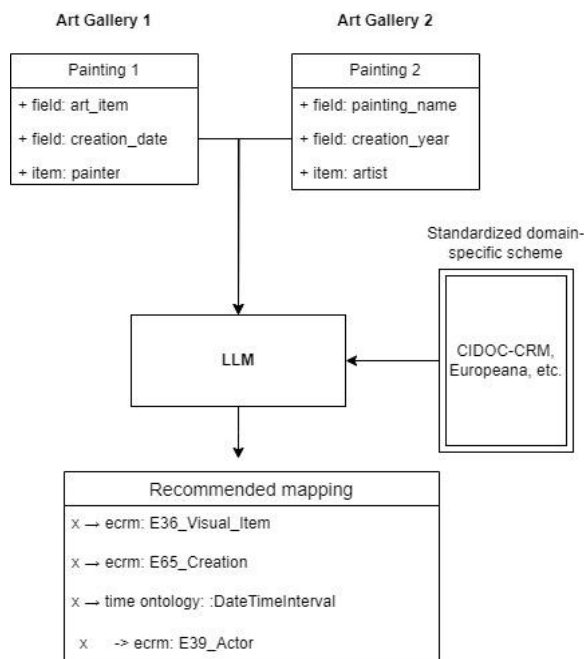 Art Gallery 1
Art Gallery 2
Painting 1
+ field: art_item
+ field: creation_date
+ item: painter
Painting 2
+ field: painting_name
+ field: creation_year
+ item: artist
Standardized domain-
specific scheme
CIDOC-CRM,
Europeana, etc.
LLM
Recommended mapping
x → ecrm: E36_Visual_Item
x → ecrm: E65_Creation
x → time ontology: :DateTimeInterval
x -> ecrm: E39_Actor